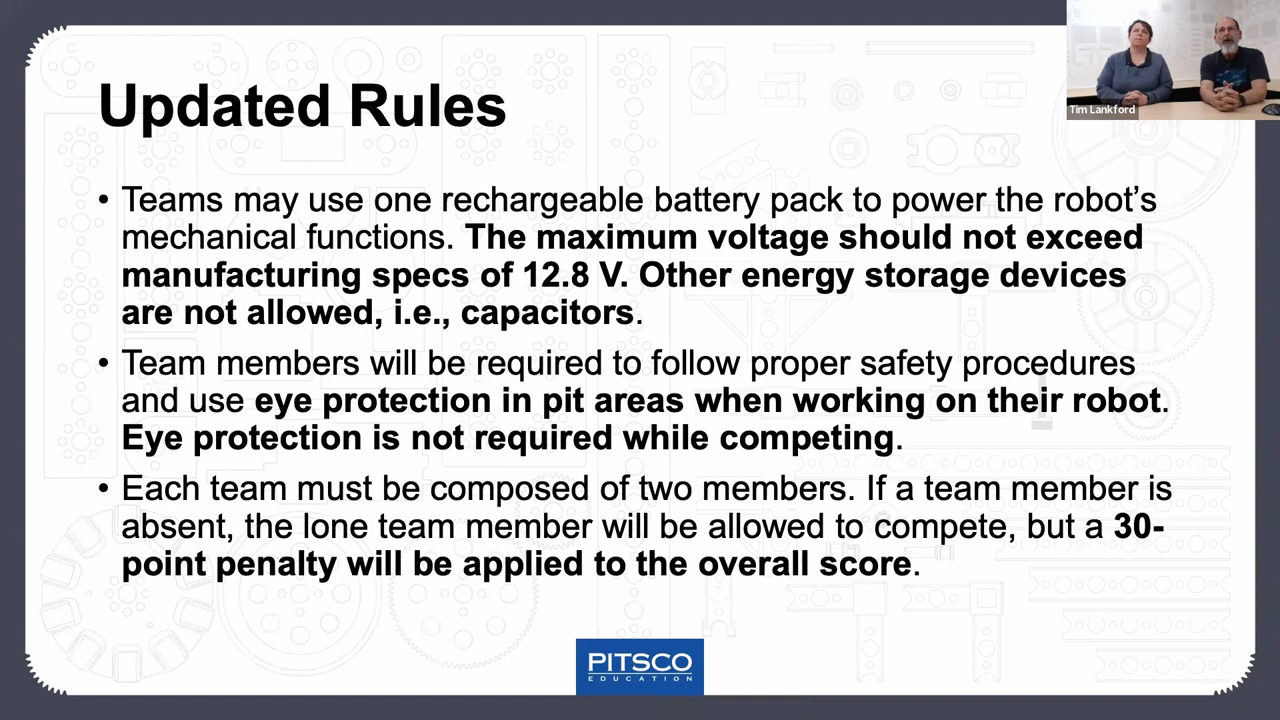 Tim Lankford
Updated Rules
• Teams may use one rechargeable battery pack to power the robot’s
mechanical functions. The maximum voltage should not exceed
manufacturing specs of 12.8 V. Other energy storage devices
are not allowed, i.e., capacitors.
• Team members will be required to follow proper safety procedures
and use eye protection in pit areas when working on their robot.
Eye protection is not required while competing.
• Each team must be composed of two members. If a team member is
absent, the lone team member will be allowed to compete, but a 30-
point penalty will be applied to the overall score.
PITSCO
EDUCATION